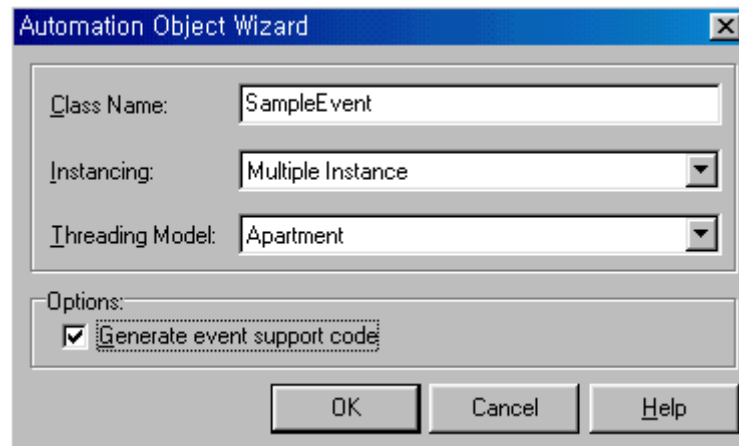 Automation Object Wizard
Class Name: SampleEvent
Instancing: Multiple Instance
Threading Model: Apartment
Options:
Generate event support code
OK Cancel Help